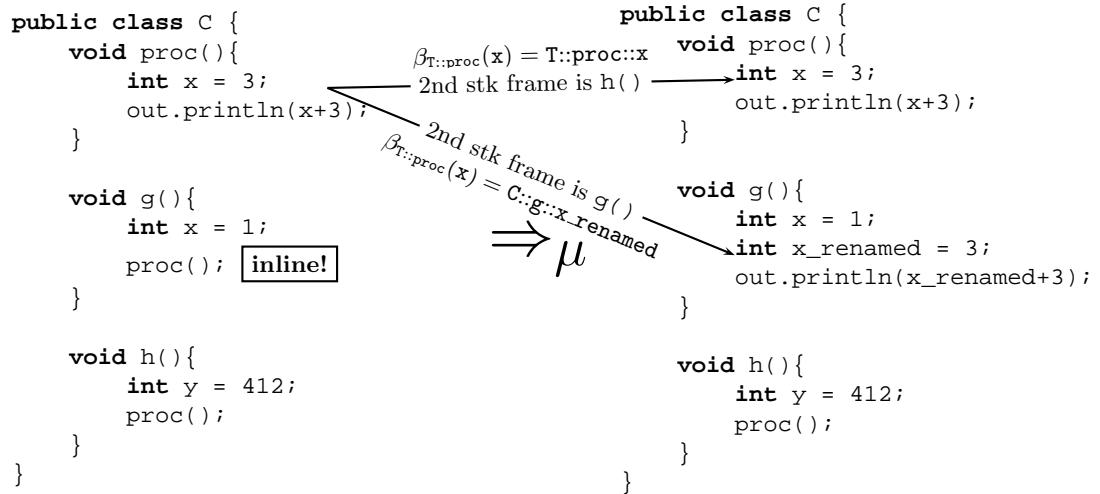 public class C {
void proc(){
int x = 3;
out.println(x+3);
}
void g(){
int x = 1;
proc(); inline!
}
void h(){
int y = 412;
proc();
}
}
β_T::proc(x) = T::proc::x
2nd stk frame is h()
2nd stk frame is g()
β_T::proc(x) = C::g::x_renamed
⇒μ
public class C {
void proc(){
int x = 3;
out.println(x+3);
}
void g(){
int x = 1;
int x_renamed = 3;
out.println(x_renamed+3);
}
void h(){
int y = 412;
proc();
}
}